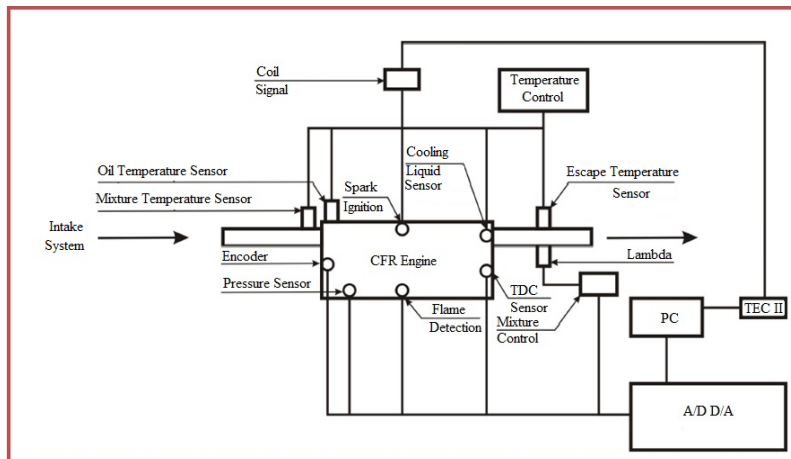 Coil
Signal
Temperature
Control
Oil Temperature Sensor
Mixture Temperature Sensor
Cooling
Liquid
Sensor
Spark
Ignition
Escape Temperature
Sensor
Intake
System
Encoder
CFR Engine
Lambda
Pressure Sensor
TDC
Sensor
Flame
Detection
Mixture
Control
PC
TEC II
A/D D/A